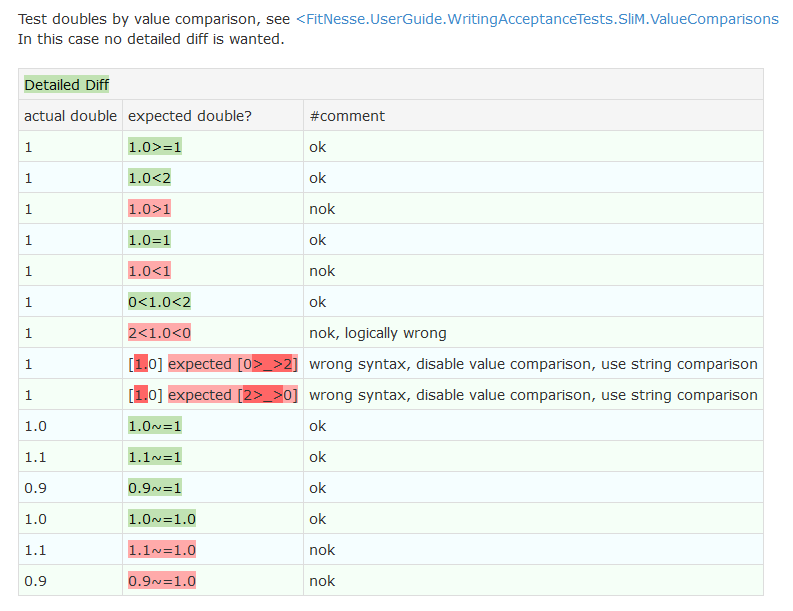 Test doubles by value comparison, see <FitNesse.UserGuide.WritingAcceptanceTests.SliM.ValueComparisons
In this case no detailed diff is wanted.
Detailed Diff
actual double expected double? #comment
1 1.0>=1 ok
1 1.0<2 ok
1 1.0>1 nok
1 1.0=1 ok
1 1.0<1 nok
1 0<1.0<2 ok
1 2<1.0<0 nok, logically wrong
1 [1.0] expected [0>_>2] wrong syntax, disable value comparison, use string comparison
1 [1.0] expected [2>_>0] wrong syntax, disable value comparison, use string comparison
1.0 1.0~=1 ok
1.1 1.1~=1 ok
0.9 0.9~=1 ok
1.0 1.0~=1.0 ok
1.1 1.1~=1.0 nok
0.9 0.9~=1.0 nok